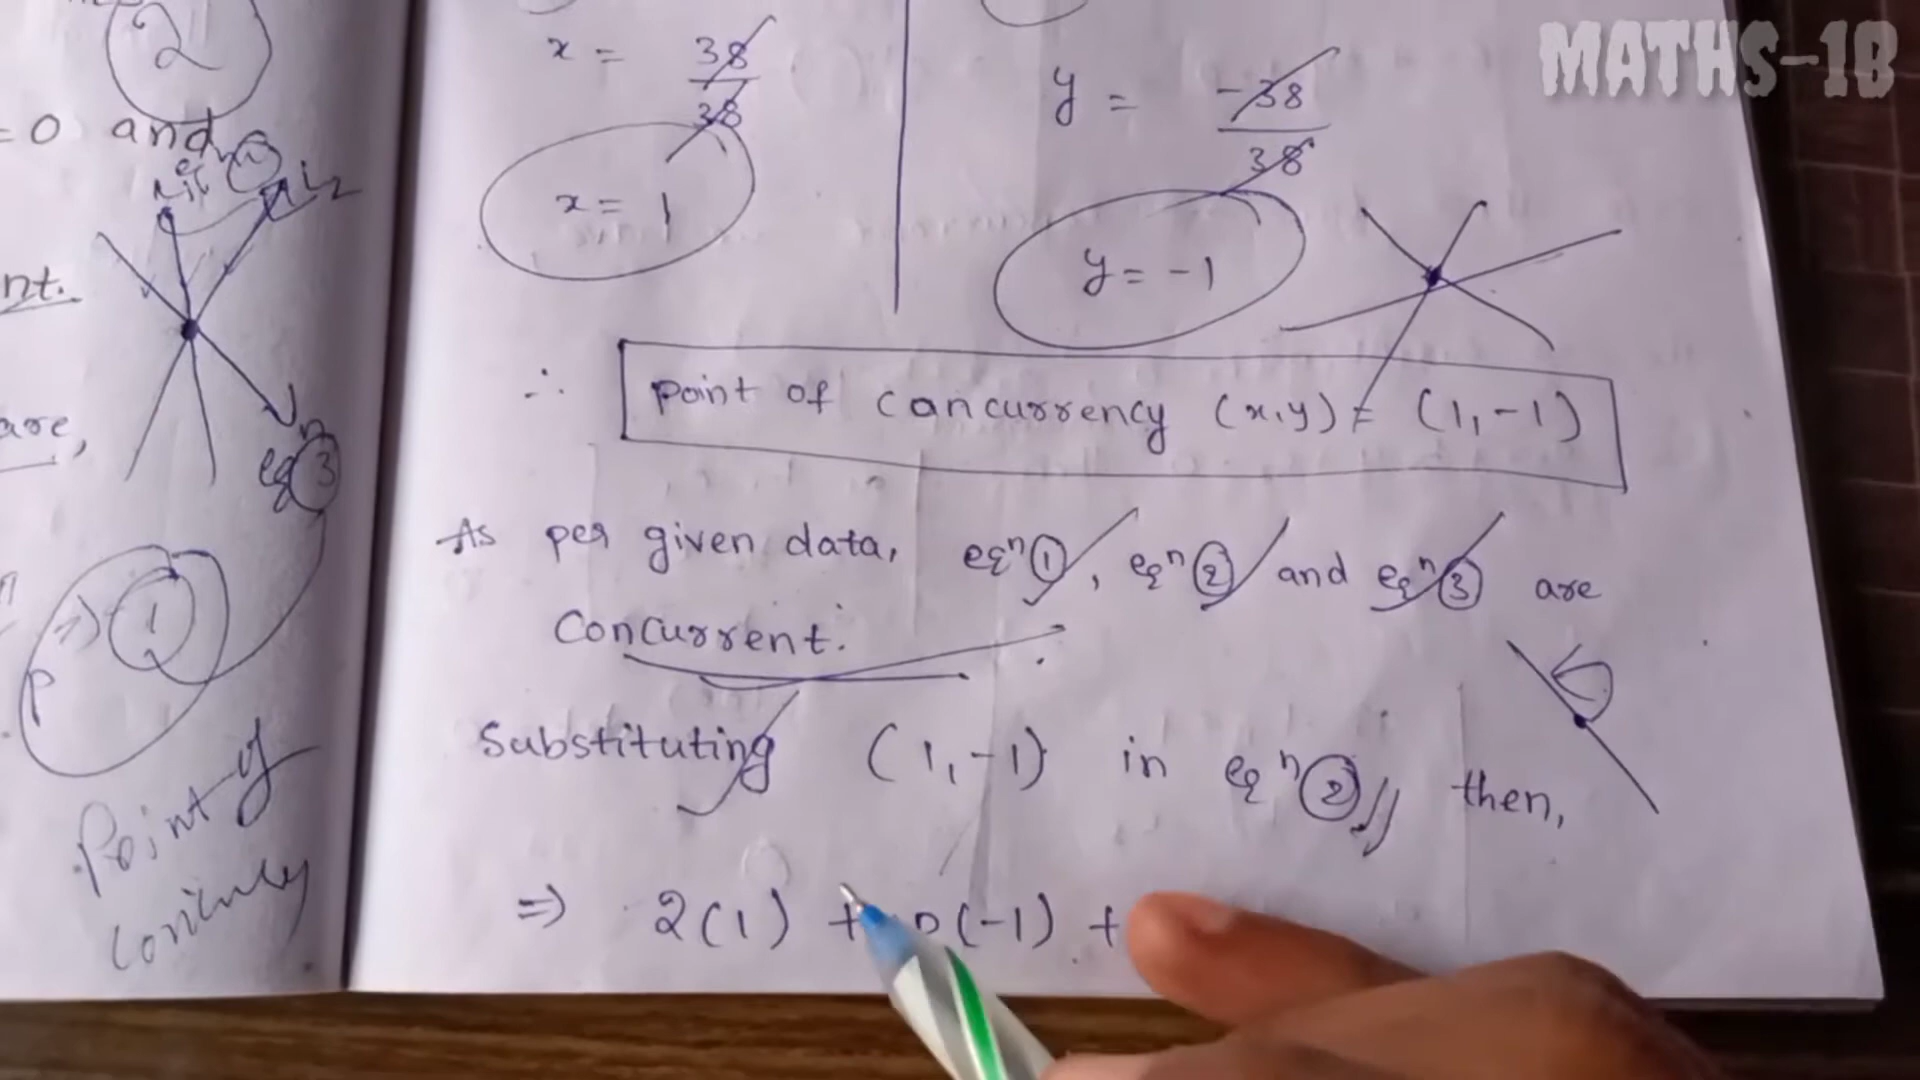 MATHS-1B
2
= 0 and
nt.
are,
eqn 3
1
P
Point of
x = 38/38
x = 1
y = -38/38
y = -1
∴ Point of concurrency (x,y) = (1,-1)
As per given data, eqⁿ ①, eqⁿ ② and eqⁿ ③ are
Concurrent.
Substituting (1,-1) in eqⁿ ② then,
⇒ 2(1) + p(-1) +